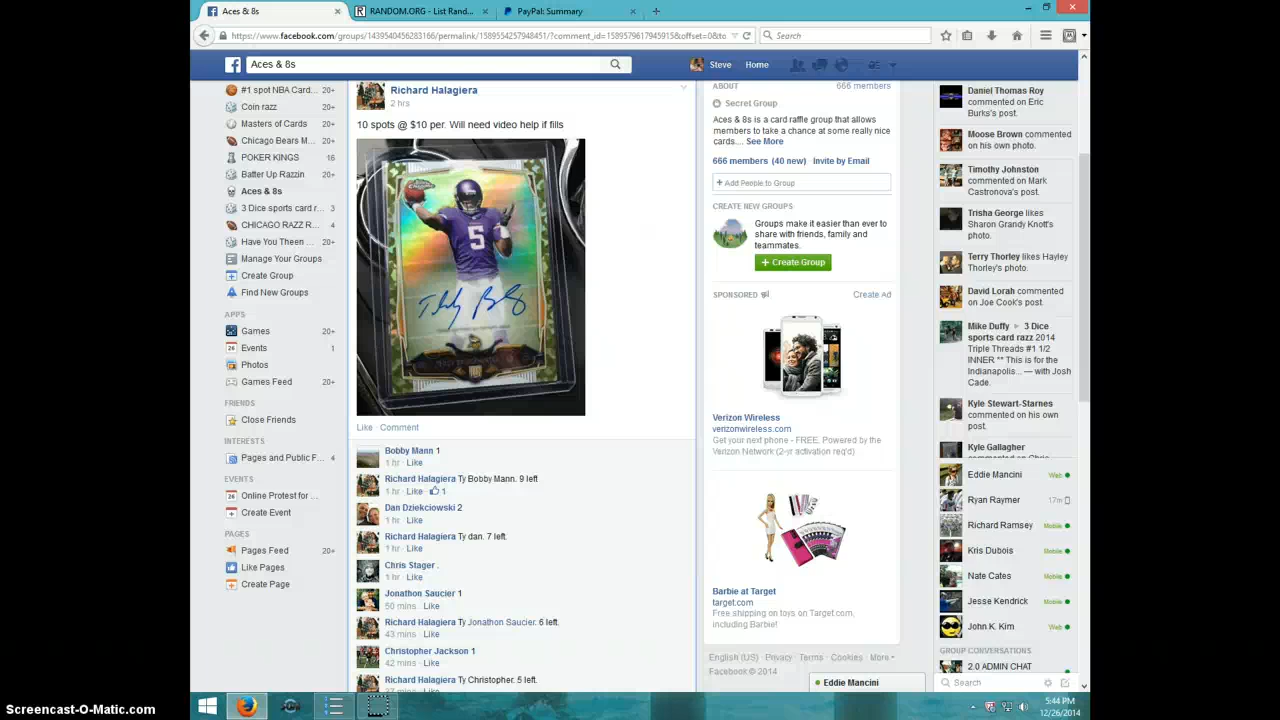 Aces & 8s
RANDOM.ORG - List Rand...
PayPal: Summary
https://www.facebook.com/groups/1439540456283166/permalink/1589554257948451/?comment_id=1589579617945915&offset=0&to
Search
Aces & 8s
Steve
Home
#1 spot NBA Card... 20+
Coin razz 20+
Masters of Cards 20+
Chicago Bears M... 20+
POKER KINGS 16
Batter Up Razzin 20+
Aces & 8s
3 Dice sports card r... 3
CHICAGO RAZZ R... 4
Have You Theen ... 20+
Manage Your Groups
Create Group
Find New Groups
APPS
Games 20+
Events 1
Photos
Games Feed 20+
FRIENDS
Close Friends
INTERESTS
Pages and Public F... 4
EVENTS
Online Protest for ...
Create Event
PAGES
Pages Feed 20+
Like Pages
Create Page
Richard Halagiera
2 hrs
10 spots @ $10 per. Will need video help if fills
5
Like · Comment
Bobby Mann 1
1 hr · Like
Richard Halagiera Ty Bobby Mann. 9 left
1 hr · Like · 1
Dan Dziekciowski 2
1 hr · Like
Richard Halagiera Ty dan. 7 left.
1 hr · Like
Chris Stager .
1 hr · Like
Jonathon Saucier 1
50 mins · Like
Richard Halagiera Ty Jonathon Saucier. 6 left.
43 mins · Like
Christopher Jackson 1
42 mins · Like
Richard Halagiera Ty Christopher. 5 left.
ABOUT 666 members
Secret Group
Aces & 8s is a card raffle group that allows
members to take a chance at some really nice
cards.... See More
666 members (40 new) Invite by Email
+ Add People to Group
CREATE NEW GROUPS
Groups make it easier than ever to
share with friends, family and
teammates.
+ Create Group
SPONSORED Create Ad
Verizon Wireless
verizonwireless.com
Get your next phone - FREE. Powered by the
Verizon Network (2-yr activation req'd)
Barbie at Target
target.com
Free shipping on toys on Target.com,
including Barbie!
English (US) · Privacy · Terms · Cookies · More
Facebook © 2014
Eddie Mancini
Daniel Thomas Roy
commented on Eric
Burks's post.
Moose Brown commented
on his own photo.
Timothy Johnston
commented on Mark
Castronova's post.
Trisha George likes
Sharon Grandy Knott's
photo.
Terry Thorley likes Hayley
Thorley's photo.
David Lorah commented
on Joe Cook's post.
Mike Duffy ▸ 3 Dice
sports card razz 2014
Triple Threads #1 1/2
INNER ** This is for the
Indianapolis... — with Josh
Cade.
Kyle Stewart-Starnes
commented on his own
post.
Kyle Gallagher
commented on Chris
Eddie Mancini Web
Ryan Raymer 17m
Richard Ramsey Mobile
Kris Dubois Mobile
Nate Cates Mobile
Jesse Kendrick Mobile
John.K. Kim Web
GROUP CONVERSATIONS
2.0 ADMIN CHAT
Search
5:44 PM
12/26/2014
Screencast-O-Matic.com